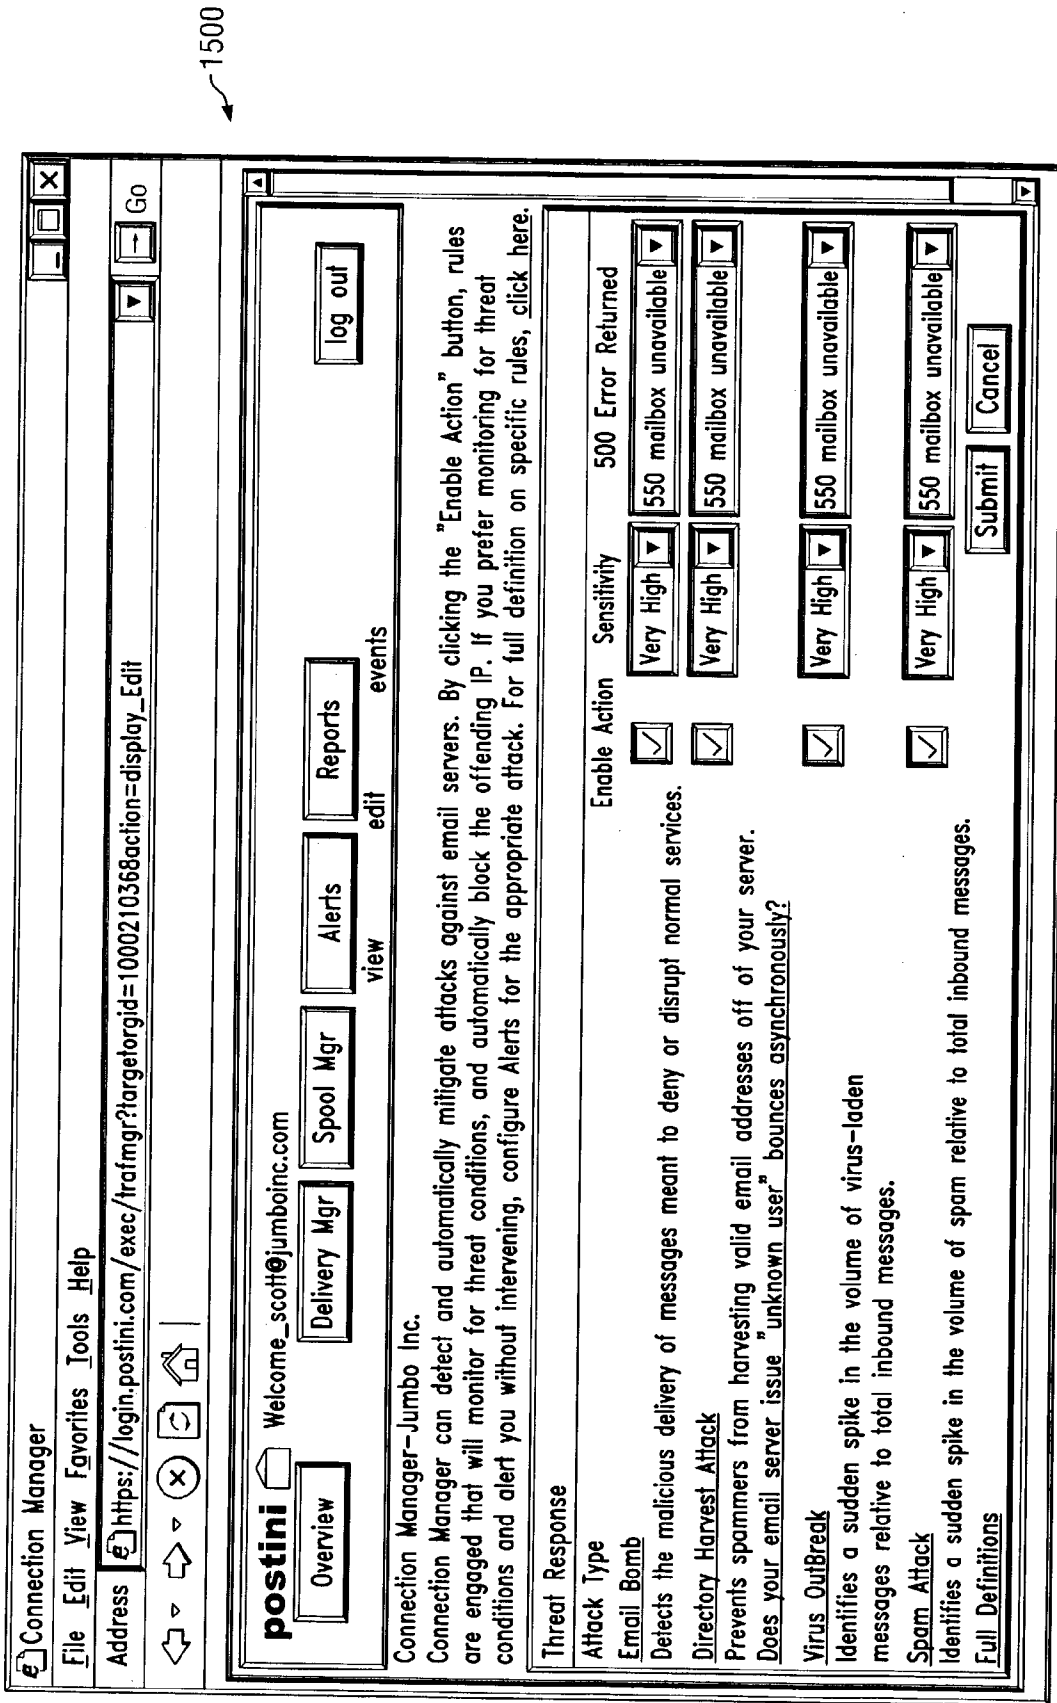 Connection Manager
File Edit View Favorites Tools Help
Address https://login.postini.com/exec/trafmgr?targetorgid=1000210368action=display_Edit Go
postini Welcome_scott@jumboinc.com
Overview Delivery Mgr Spool Mgr Alerts Reports log out
view edit events
Connection Manager-Jumbo Inc.
Connection Manager can detect and automatically mitigate attacks against email servers. By clicking the "Enable Action" button, rules
are engaged that will monitor for threat conditions, and automatically block the offending IP. If you prefer monitoring for threat
conditions and alert you without intervening, configure Alerts for the appropriate attack. For full definition on specific rules, click here.
Threat Response
Attack Type Enable Action Sensitivity 500 Error Returned
Email Bomb Very High 550 mailbox unavailable
Detects the malicious delivery of messages meant to deny or disrupt normal services.
Directory Harvest Attack Very High 550 mailbox unavailable
Prevents spammers from harvesting valid email addresses off of your server.
Does your email server issue "unknown user" bounces asynchronously?
Virus OutBreak Very High 550 mailbox unavailable
Identifies a sudden spike in the volume of virus-laden
messages relative to total inbound messages.
Spam Attack Very High 550 mailbox unavailable
Identifies a sudden spike in the volume of spam relative to total inbound messages.
Full Definitions Submit Cancel
1500